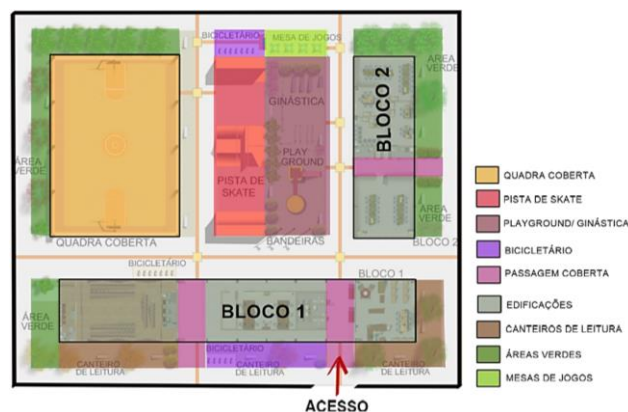 BICICLETÁRIO
MESA DE JOGOS
ÁREA VERDE
GINÁSTICA
BLOCO 2
ÁREA VERDE
PLAY GROUND
PISTA DE SKATE
ÁREA VERDE
QUADRA COBERTA
BANDEIRAS
BLOCO 2
BICICLETÁRIO
BLOCO 1
ÁREA VERDE
BLOCO 1
BICICLETÁRIO
CANTEIRO DE LEITURA
CANTEIRO DE LEITURA
CANTEIRO DE LEITURA
ACESSO
QUADRA COBERTA
PISTA DE SKATE
PLAYGROUND/ GINÁSTICA
BICICLETÁRIO
PASSAGEM COBERTA
EDIFICAÇÕES
CANTEIROS DE LEITURA
ÁREAS VERDES
MESAS DE JOGOS